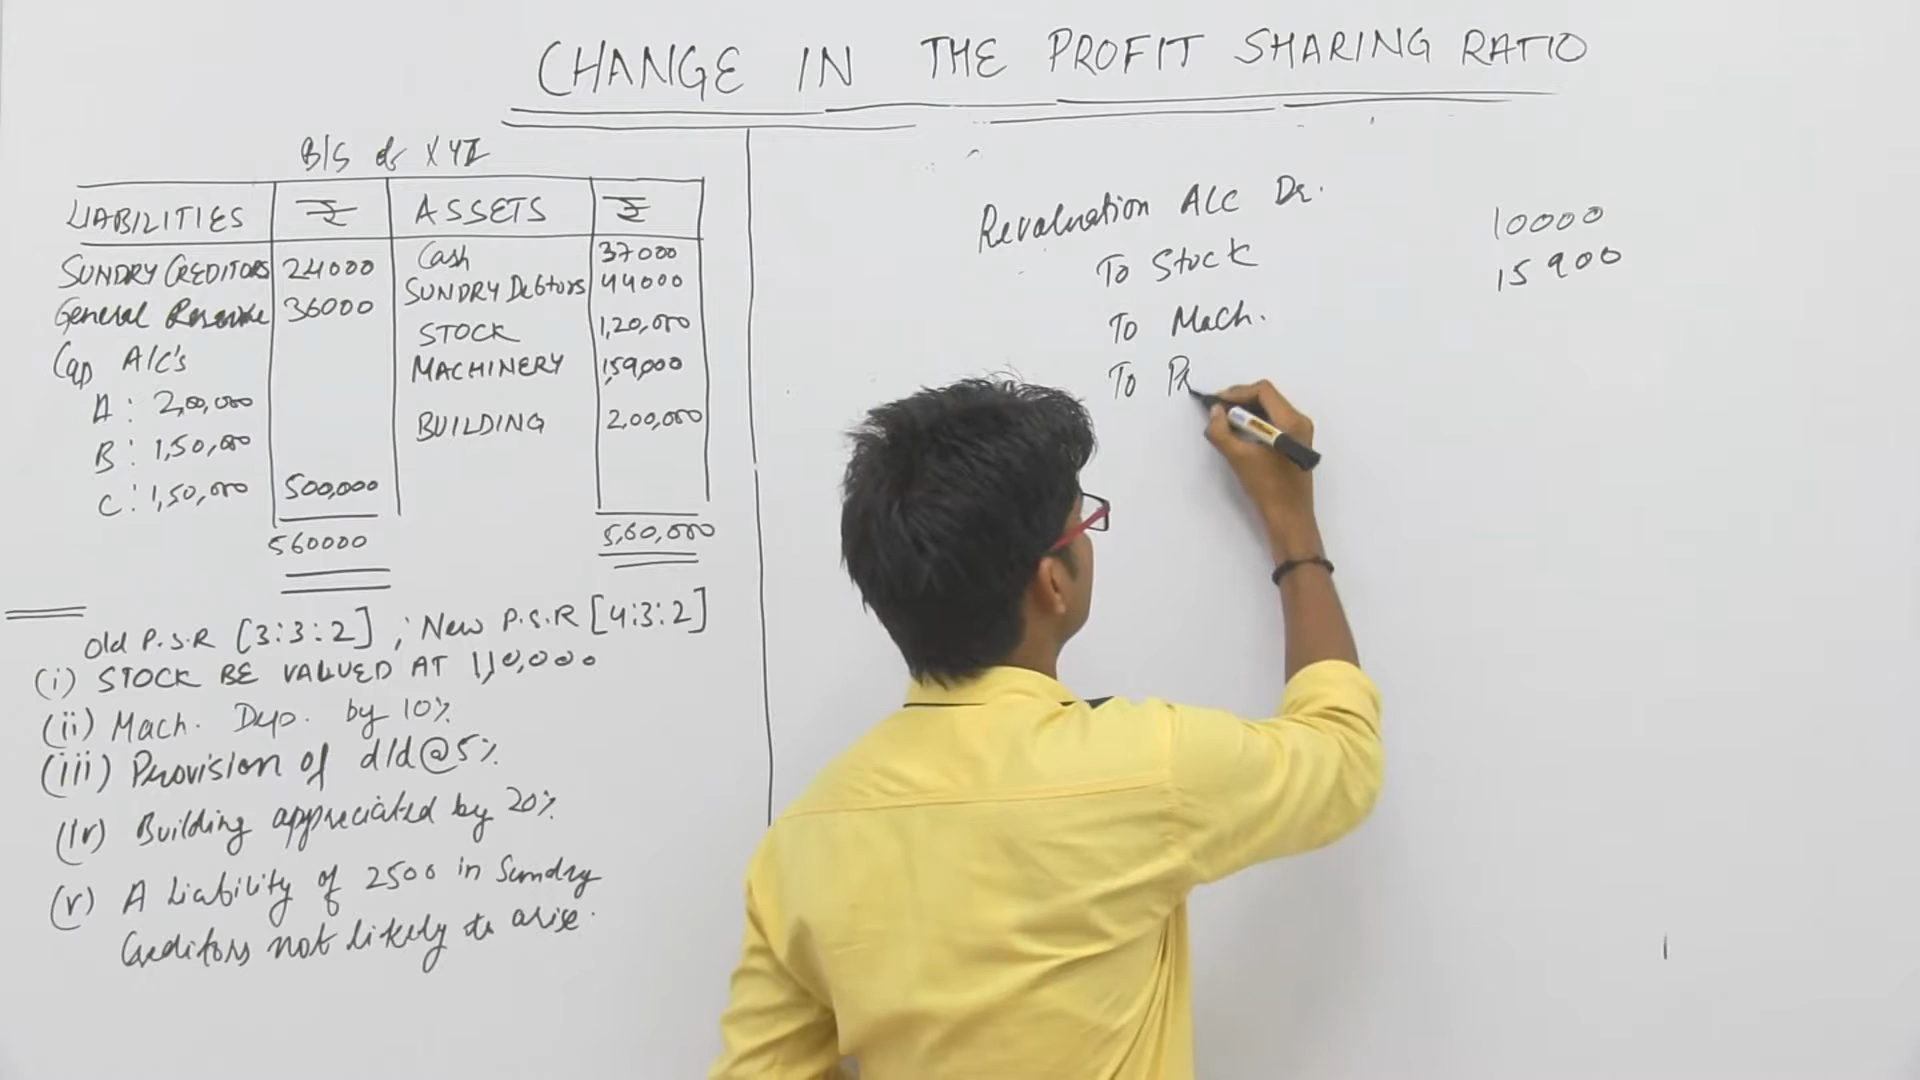 CHANGE IN THE PROFIT SHARING RATIO
B/S of XYZ
LIABILITIES ₹ ASSETS ₹
SUNDRY CREDITORS 24000 Cash 37000
General Reserve 36000 SUNDRY Debtors 44000
Cap A/C's STOCK 1,20,000
A : 2,00,000 MACHINERY 1,59,000
B : 1,50,000 BUILDING 2,00,000
C : 1,50,000 500,000
560000 5,60,000
Old P.S.R [3:3:2] ; New P.S.R [4:3:2]
(i) STOCK BE VALUED AT 1,10,000
(ii) Mach. Dep. by 10%
(iii) Provision of d/d @ 5%
(iv) Building appreciated by 20%
(v) A Liability of 2500 in Sundry
Creditors not likely to arise.
Revaluation A/C Dr.
To Stock 10000
To Mach. 15900
To Pr